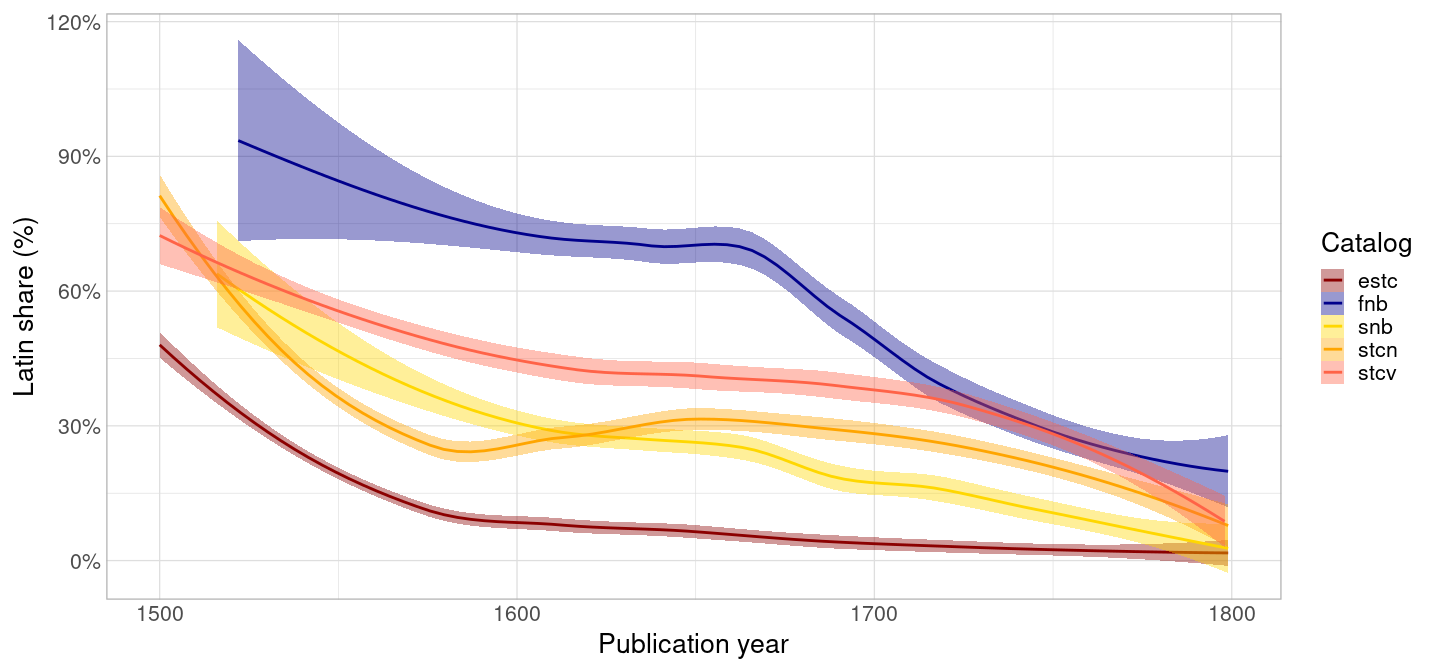 120%
90%
60%
30%
0%
Latin share (%)
1500
1600
1700
1800
Publication year
Catalog
estc
fnb
snb
stcn
stcv